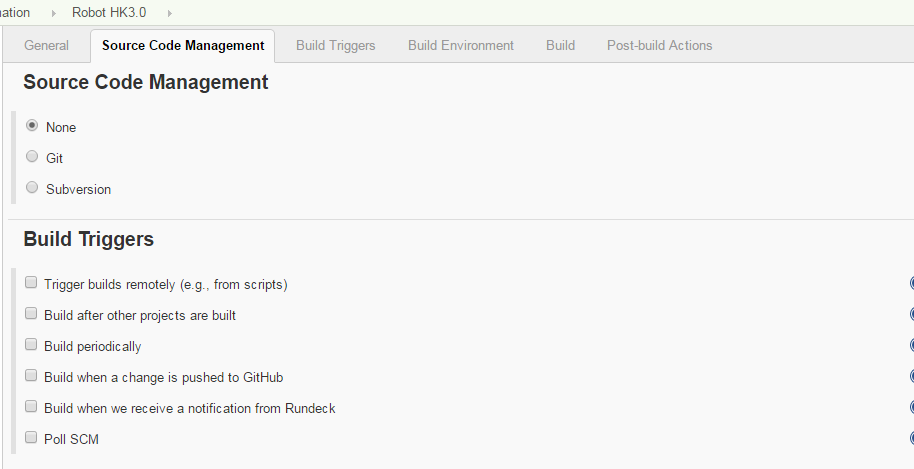 ation Robot HK3.0
General Source Code Management Build Triggers Build Environment Build Post-build Actions
Source Code Management
None
Git
Subversion
Build Triggers
Trigger builds remotely (e.g., from scripts)
Build after other projects are built
Build periodically
Build when a change is pushed to GitHub
Build when we receive a notification from Rundeck
Poll SCM